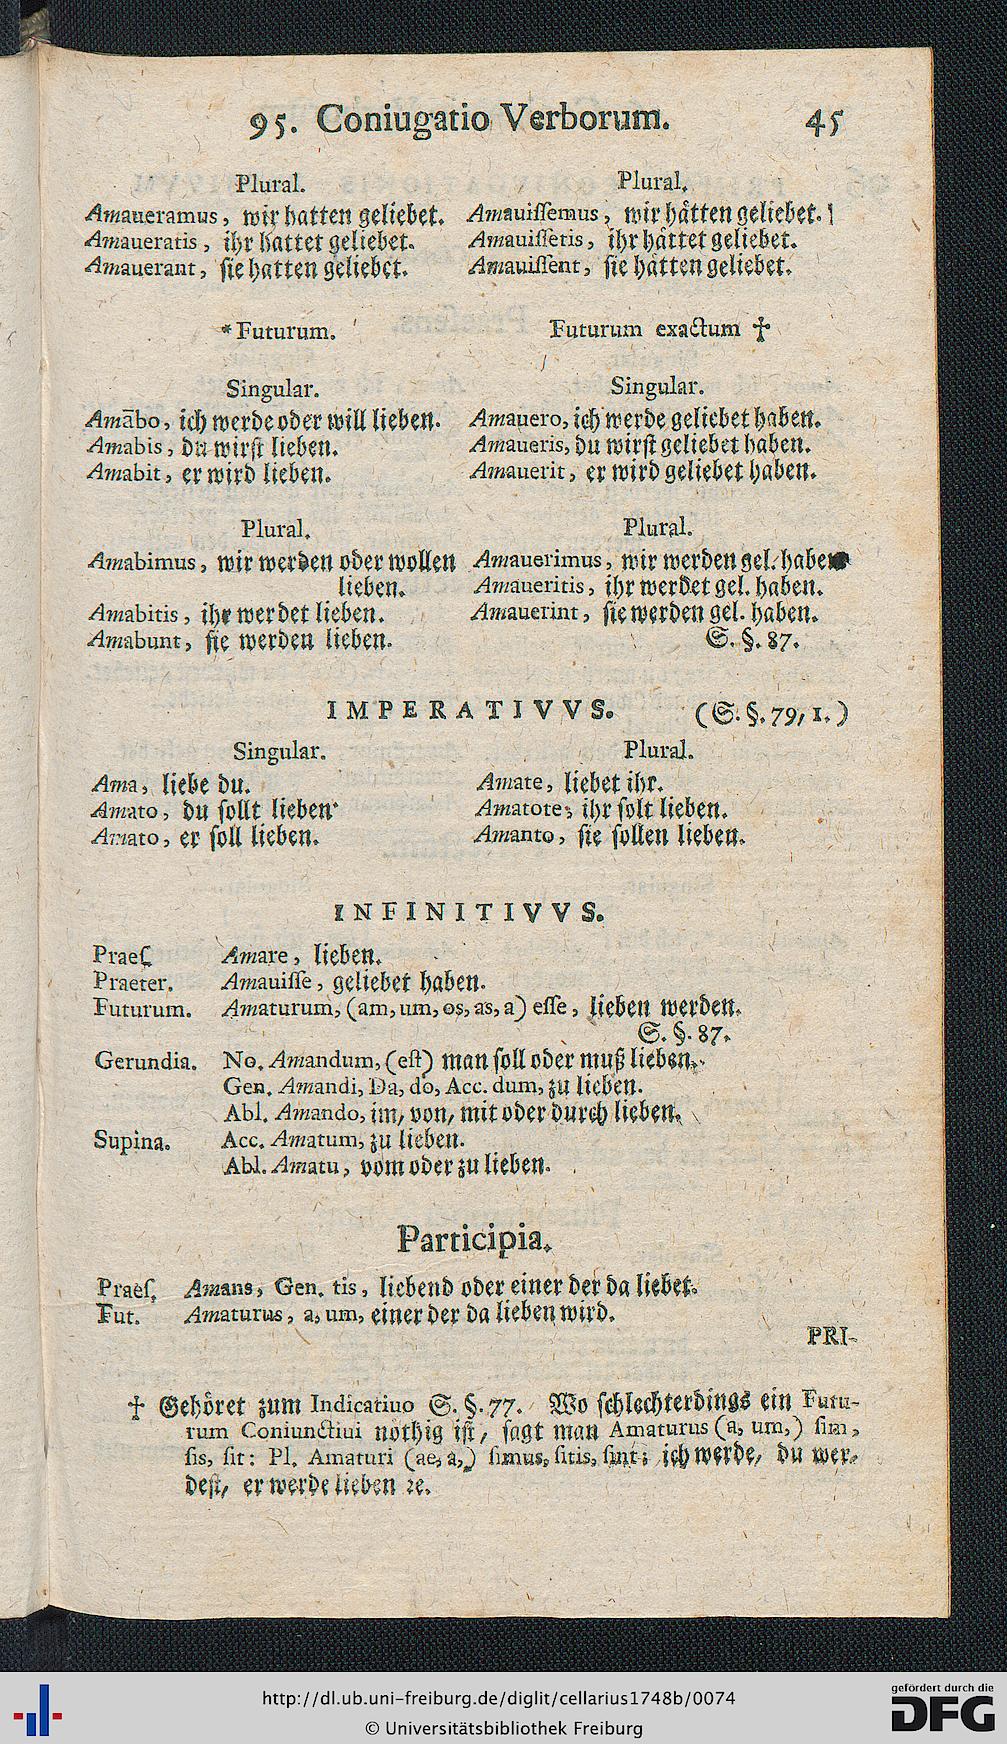 95. Coniugatio Verborum. 45
Plural.
Amaueramus, wir hatten geliebet.
Amaueratis, ihr hattet geliebet.
Amauerant, sie hatten geliebet.
Plural.
Amauissemus, wir hätten geliebet.
Amauissetis, ihr hättet geliebet.
Amauissent, sie hätten geliebet.
*Futurum.
Singular.
Amābo, ich werde oder will lieben.
Amabis, du wirst lieben.
Amabit, er wird lieben.
Plural.
Amabimus, wir werden oder wollen
lieben.
Amabitis, ihr werdet lieben.
Amabunt, sie werden lieben.
Futurum exactum †
Singular.
Amauero, ich werde geliebet haben.
Amaueris, du wirst geliebet haben.
Amauerit, er wird geliebet haben.
Plural.
Amauerimus, wir werden gel. haben
Amaueritis, ihr werdet gel. haben.
Amauerint, sie werden gel. haben.
S. §. 87.
IMPERATIVVS. (S. §. 79, 1.)
Singular.
Ama, liebe du.
Amato, du sollt lieben.
Amato, er soll lieben.
Plural.
Amate, liebet ihr.
Amatote, ihr solt lieben.
Amanto, sie sollen lieben.
INFINITIVVS.
Praes. Amare, lieben.
Praeter. Amauisse, geliebet haben.
Futurum. Amaturum, (am, um, os, as, a) esse, lieben werden.
S. §. 87.
Gerundia. No. Amandum, (est) man soll oder muß lieben.
Gen. Amandi, Da, do, Acc. dum, zu lieben.
Abl. Amando, im, von, mit oder durch lieben.
Supina. Acc. Amatum, zu lieben.
Abl. Amatu, vom oder zu lieben.
Participia.
Praes. Amans, Gen. tis, liebend oder einer der da liebet.
Fut. Amaturus, a, um, einer der da lieben wird.
PRI-
† Gehöret zum Indicatiuo S. §. 77. Wo schlechterdings ein Futu-
rum Coniunctiui nöthig ist, sagt man Amaturus (a, um,) sim,
sis, sit: Pl. Amaturi (ae, a,) simus, sitis, sint: ich werde, du wer-
dest, er werde lieben ꝛc.
http://dl.ub.uni-freiburg.de/diglit/cellarius1748b/0074
© Universitätsbibliothek Freiburg
gefördert durch die
DFG